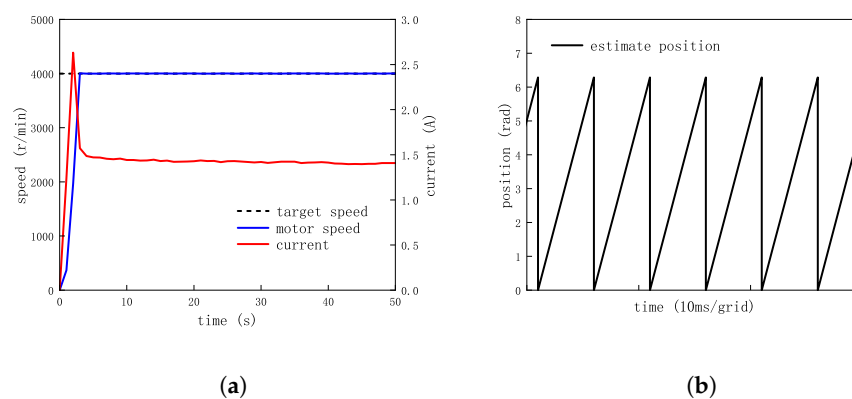 5000
4000
3000
2000
1000
0
speed (r/min)
3.0
2.5
2.0
1.5
1.0
0.5
0.0
current (A)
target speed
motor speed
current
0 10 20 30 40 50
time (s)
(a)
8
7
6
5
4
3
2
1
0
position (rad)
estimate position
time (10ms/grid)
(b)